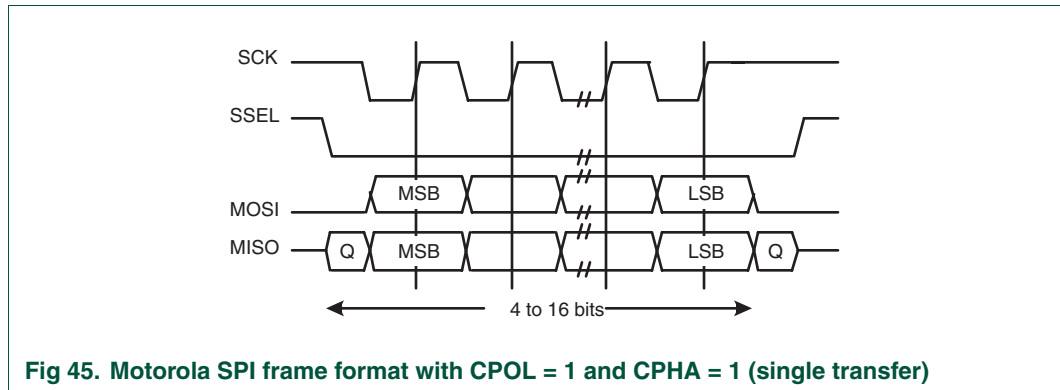 SCK
SSEL
MOSI MSB LSB
MISO Q MSB LSB Q
4 to 16 bits
Fig 45. Motorola SPI frame format with CPOL = 1 and CPHA = 1 (single transfer)